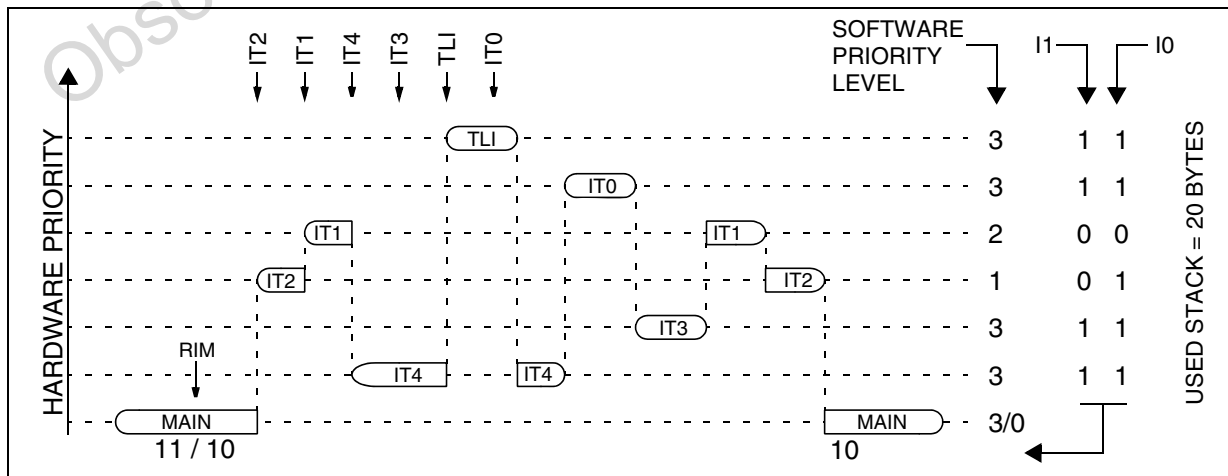 Obso
IT2
IT1
IT4
IT3
TLI
IT0
SOFTWARE
PRIORITY
LEVEL
I1
I0
HARDWARE PRIORITY
TLI
3
1 1
IT0
3
1 1
IT1
IT1
2
0 0
IT2
IT2
1
0 1
IT3
3
1 1
RIM
IT4
IT4
3
1 1
MAIN
MAIN
3/0
11 / 10
10
USED STACK = 20 BYTES